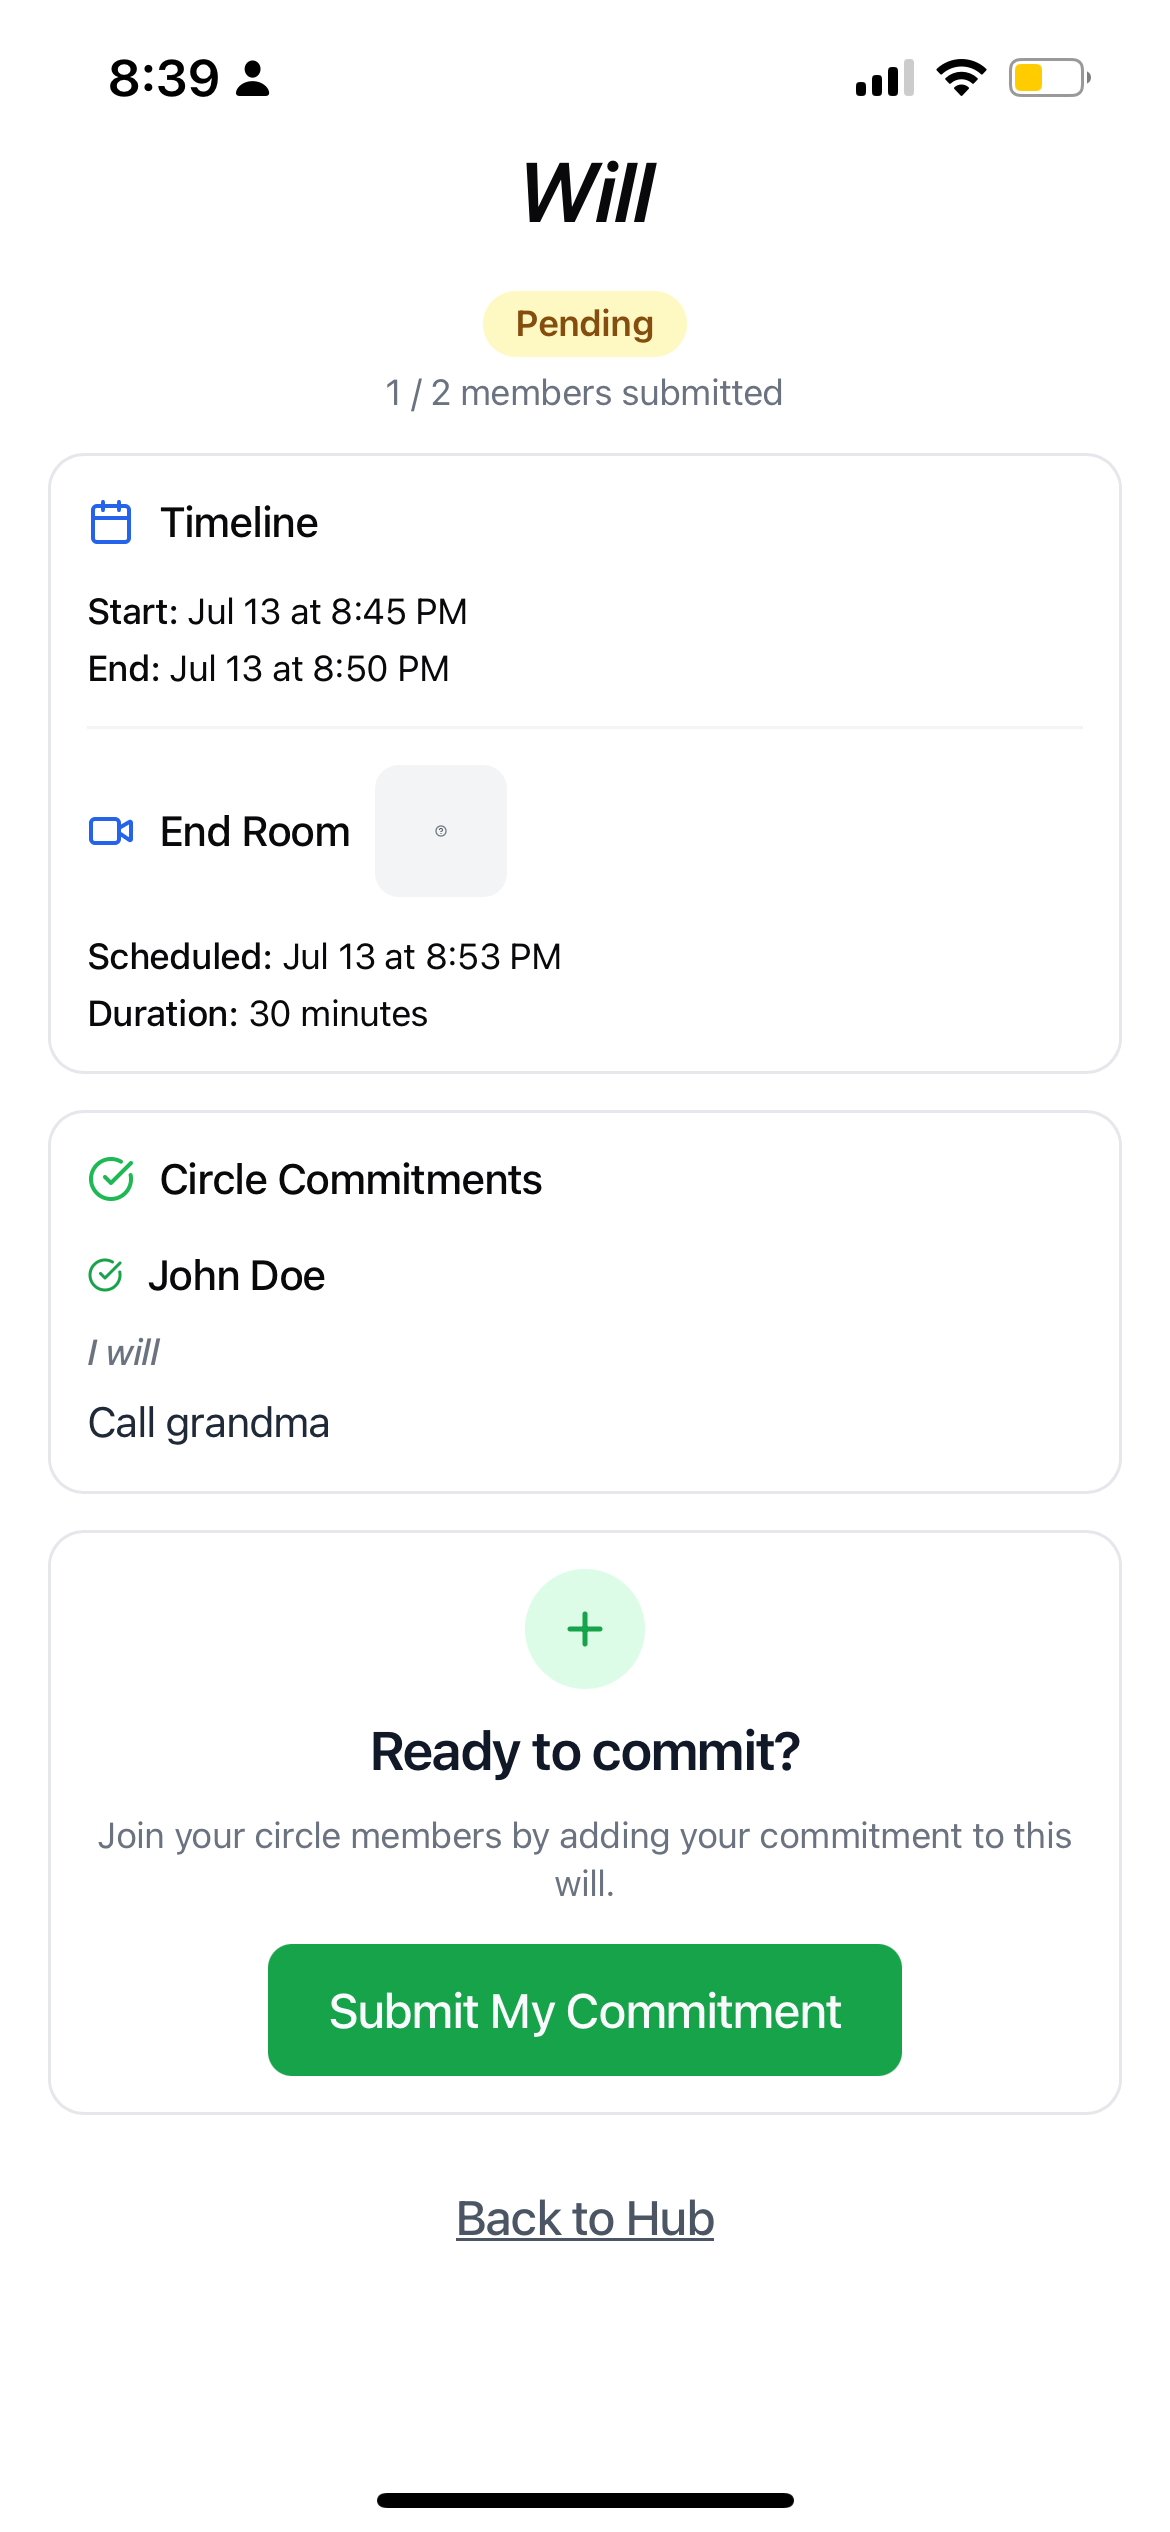 8:39
Will
Pending
1 / 2 members submitted
Timeline
Start: Jul 13 at 8:45 PM
End: Jul 13 at 8:50 PM
End Room
?
Scheduled: Jul 13 at 8:53 PM
Duration: 30 minutes
Circle Commitments
John Doe
I will
Call grandma
Ready to commit?
Join your circle members by adding your commitment to this
will.
Submit My Commitment
Back to Hub